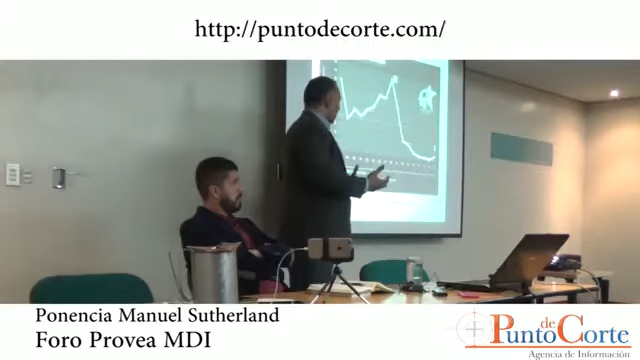 http://puntodecorte.com/
Ponencia Manuel Sutherland
Foro Provea MDI
Punto de Corte
Agencia de Información